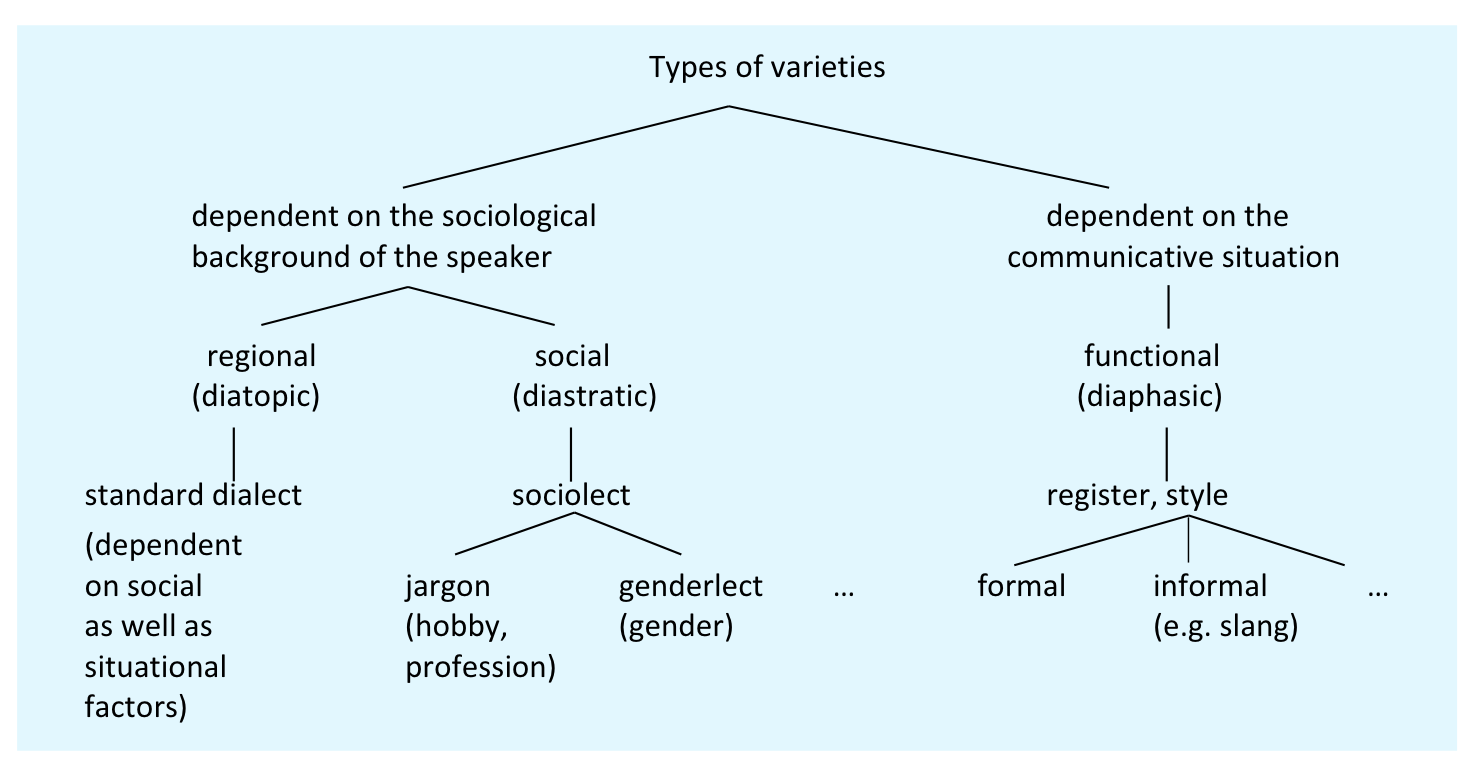 Types of varieties
dependent on the sociological
background of the speaker
dependent on the
communicative situation
regional
(diatopic)
social
(diastratic)
functional
(diaphasic)
standard dialect
(dependent
on social
as well as
situational
factors)
sociolect
jargon
(hobby,
profession)
genderlect
(gender)
...
register, style
formal
informal
(e.g. slang)
...